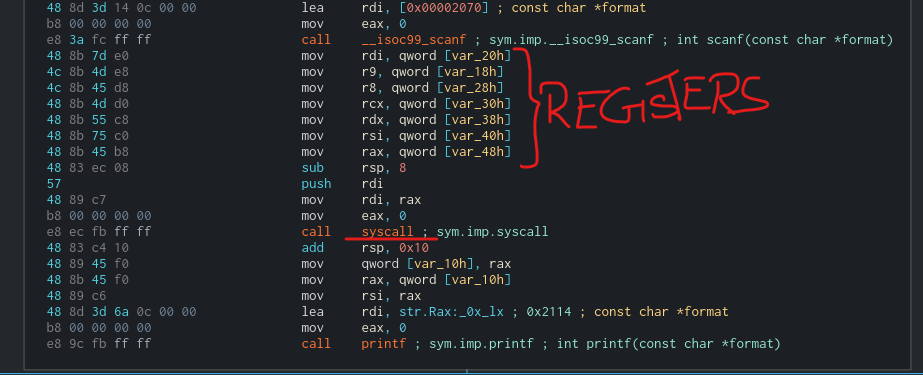 48 8d 3d 14 0c 00 00 lea rdi, [0x00002070] ; const char *format
b8 00 00 00 00 mov eax, 0
e8 3a fc ff ff call __isoc99_scanf ; sym.imp.__isoc99_scanf ; int scanf(const char *format)
48 8b 7d e0 mov rdi, qword [var_20h]
4c 8b 4d e8 mov r9, qword [var_18h]
4c 8b 45 d8 mov r8, qword [var_28h]
48 8b 4d d0 mov rcx, qword [var_30h]
48 8b 55 c8 mov rdx, qword [var_38h]
48 8b 75 c0 mov rsi, qword [var_40h]
48 8b 45 b8 mov rax, qword [var_48h]
REGISTERS
48 83 ec 08 sub rsp, 8
57 push rdi
48 89 c7 mov rdi, rax
b8 00 00 00 00 mov eax, 0
e8 ec fb ff ff call syscall ; sym.imp.syscall
48 83 c4 10 add rsp, 0x10
48 89 45 f0 mov qword [var_10h], rax
48 8b 45 f0 mov rax, qword [var_10h]
48 89 c6 mov rsi, rax
48 8d 3d 6a 0c 00 00 lea rdi, str.Rax:_0x_lx ; 0x2114 ; const char *format
b8 00 00 00 00 mov eax, 0
e8 9c fb ff ff call printf ; sym.imp.printf ; int printf(const char *format)